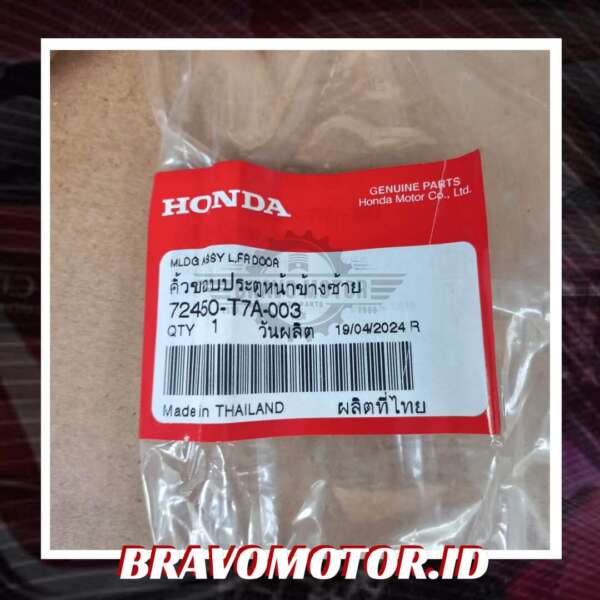 HONDA
GENUINE PARTS
Honda Motor Co., Ltd.
MLDG ASSY L,FR DOOR
คิ้วขอบประตูหน้าข้างซ้าย
72450-T7A-003
QTY 1 วันผลิต 19/04/2024 R
Made in THAILAND ผลิตที่ไทย
BRAVOMOTOR.ID